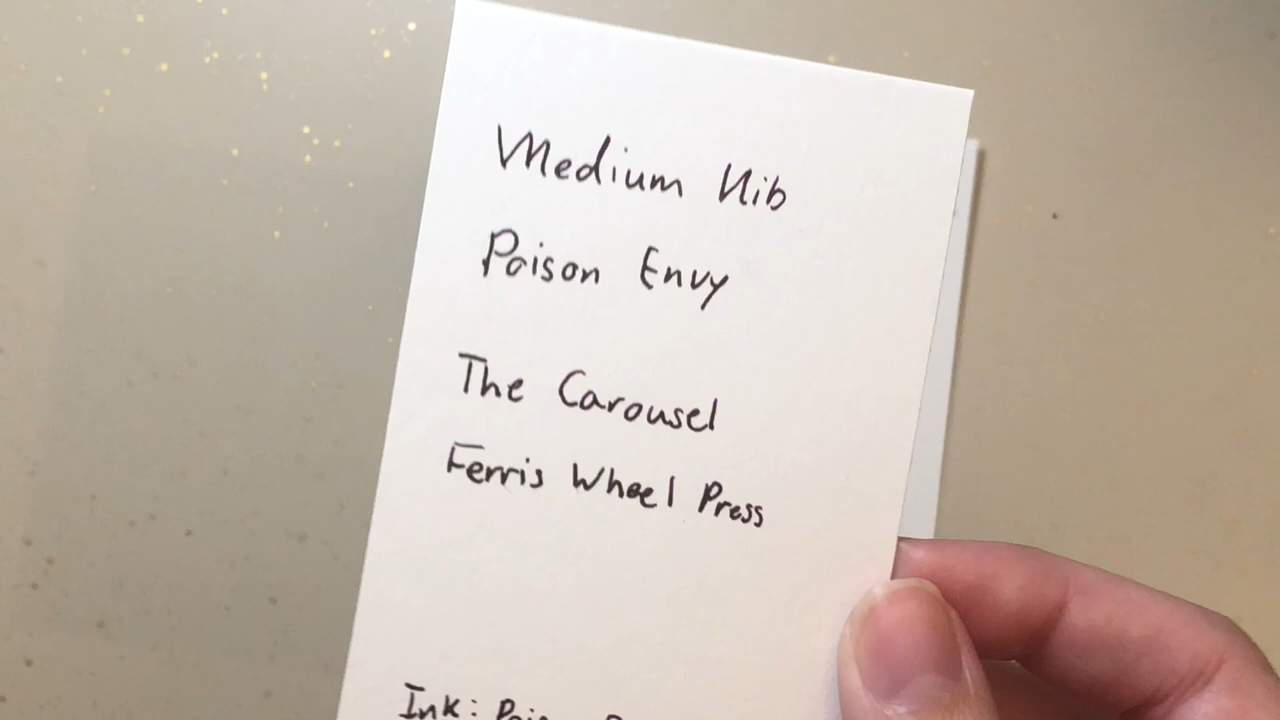 Medium Nib
Poison Envy
The Carousel
Ferris Wheel Press
Ink: